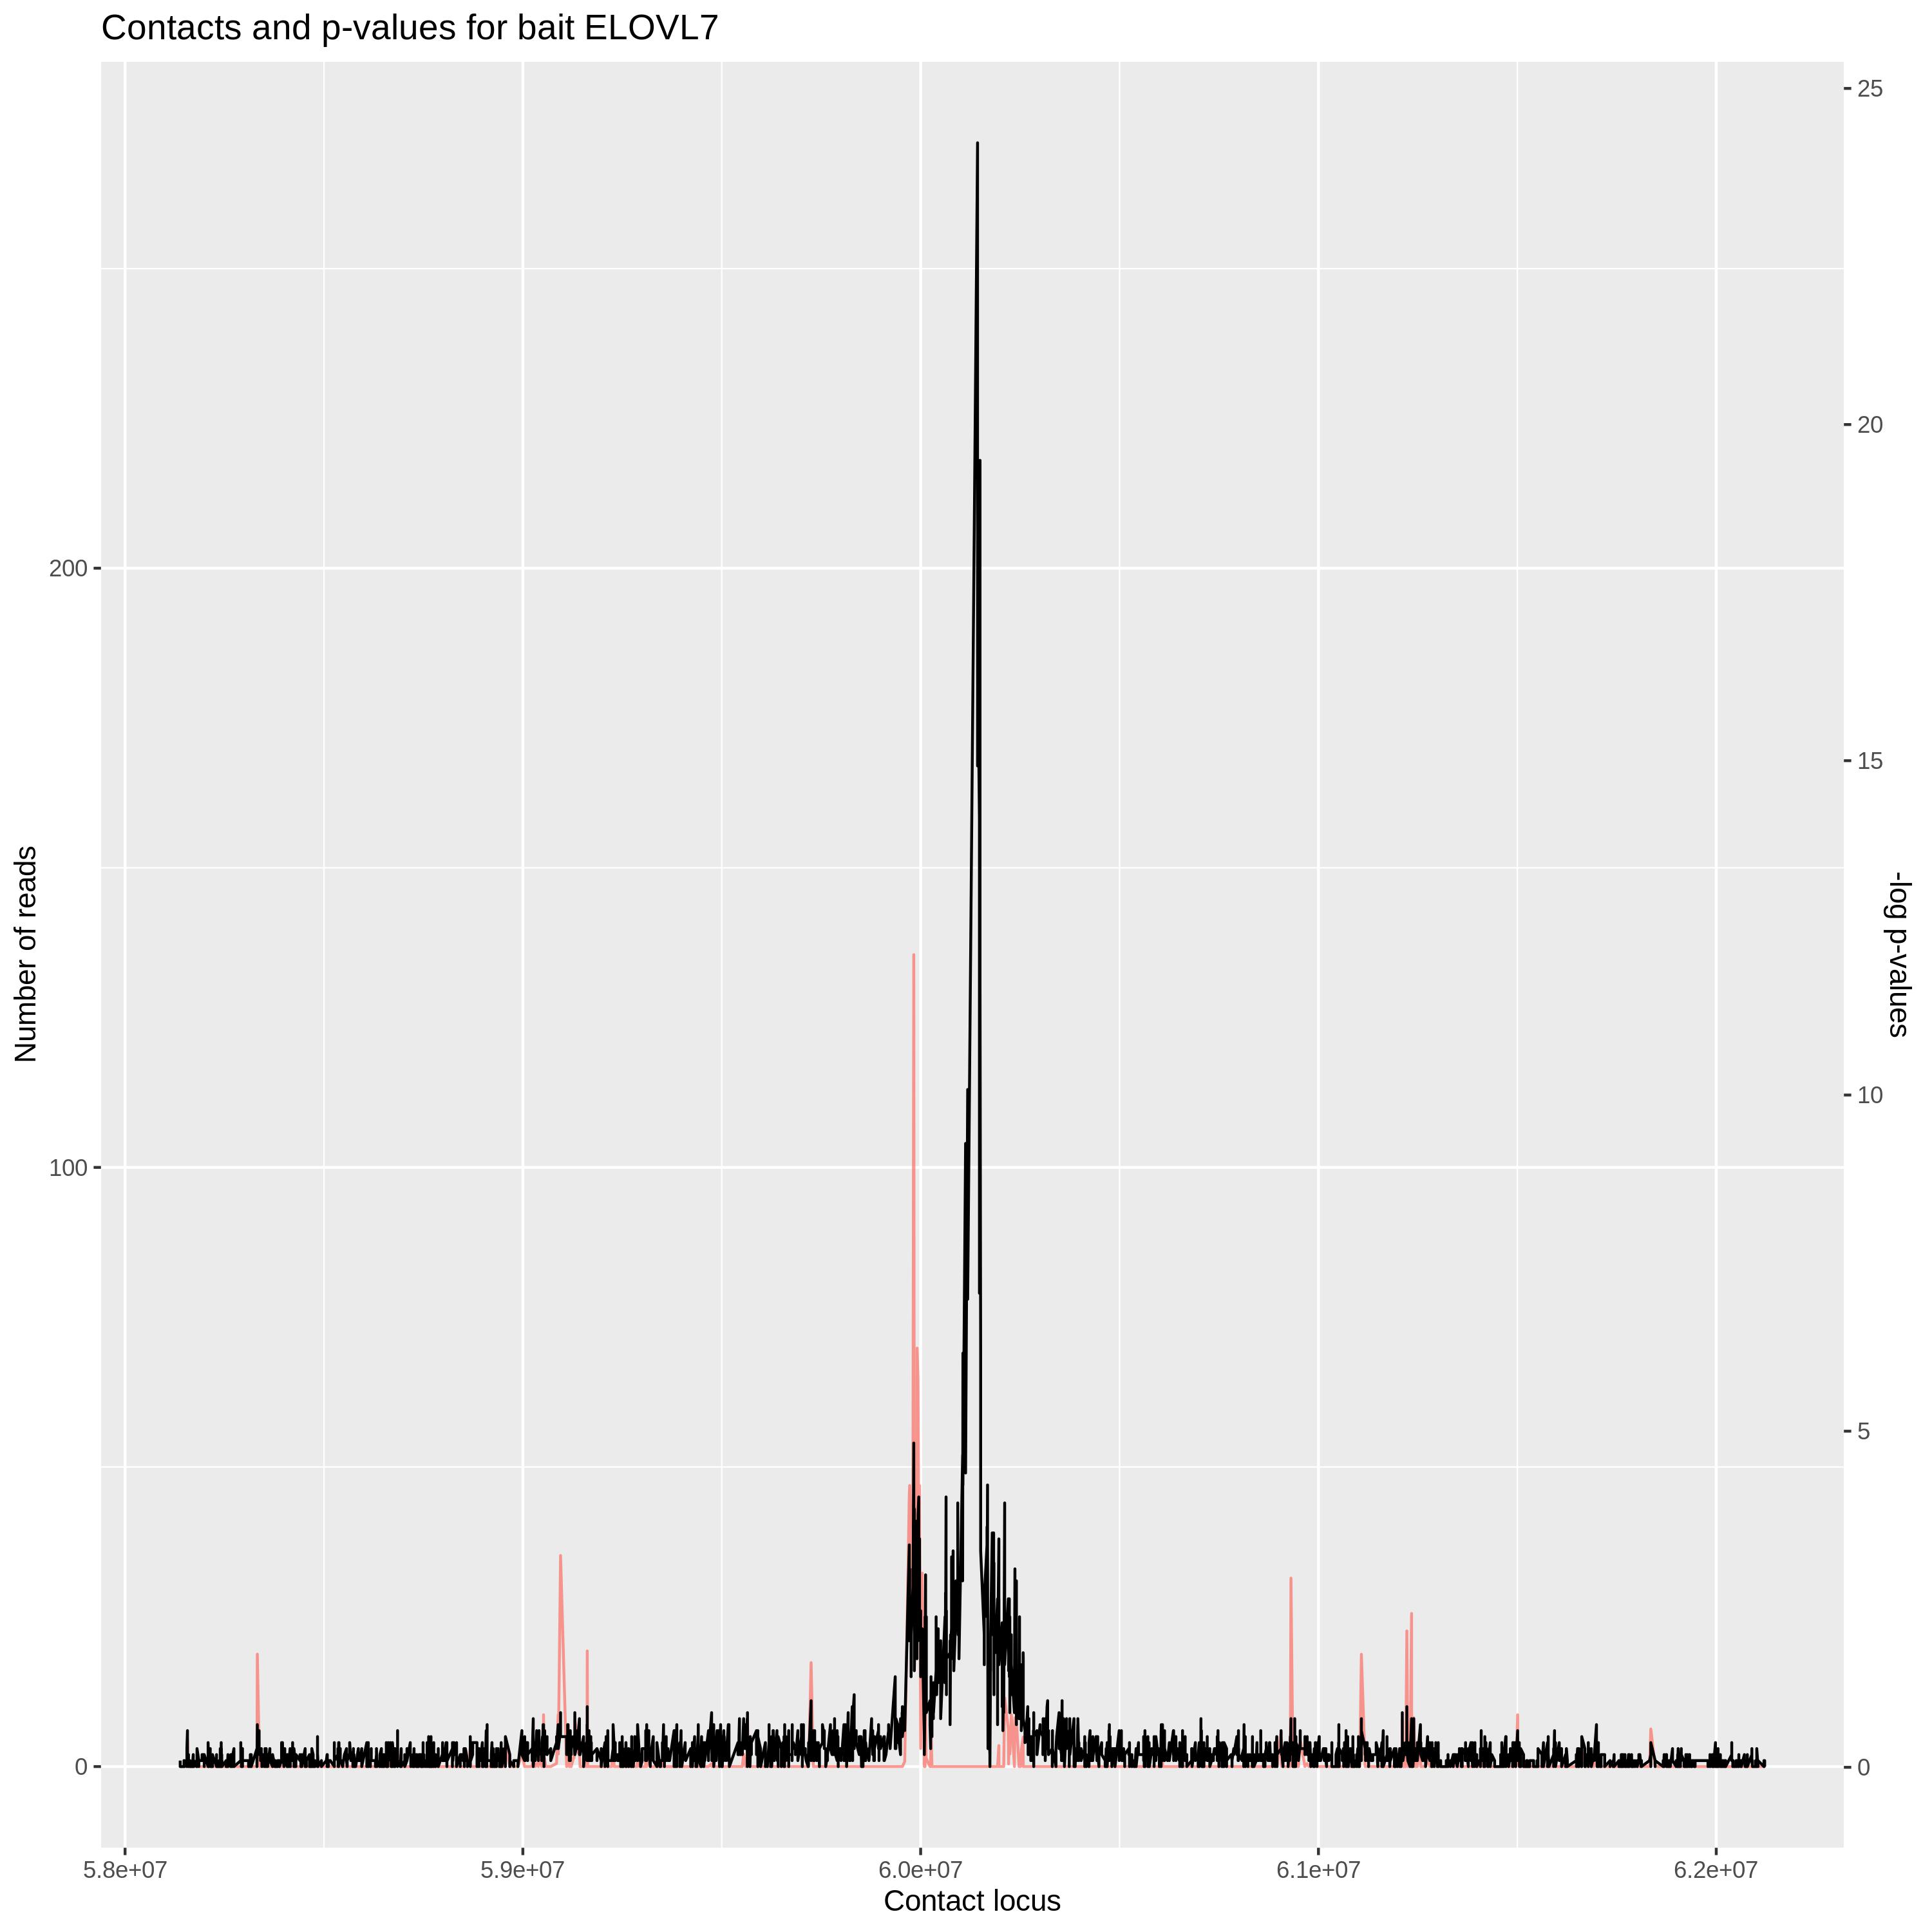 Contacts and p-values for bait ELOVL7
25
20
200
15
Number of reads
-log p-values
10
100
5
0
0
5.8e+07 5.9e+07 6.0e+07 6.1e+07 6.2e+07
Contact locus